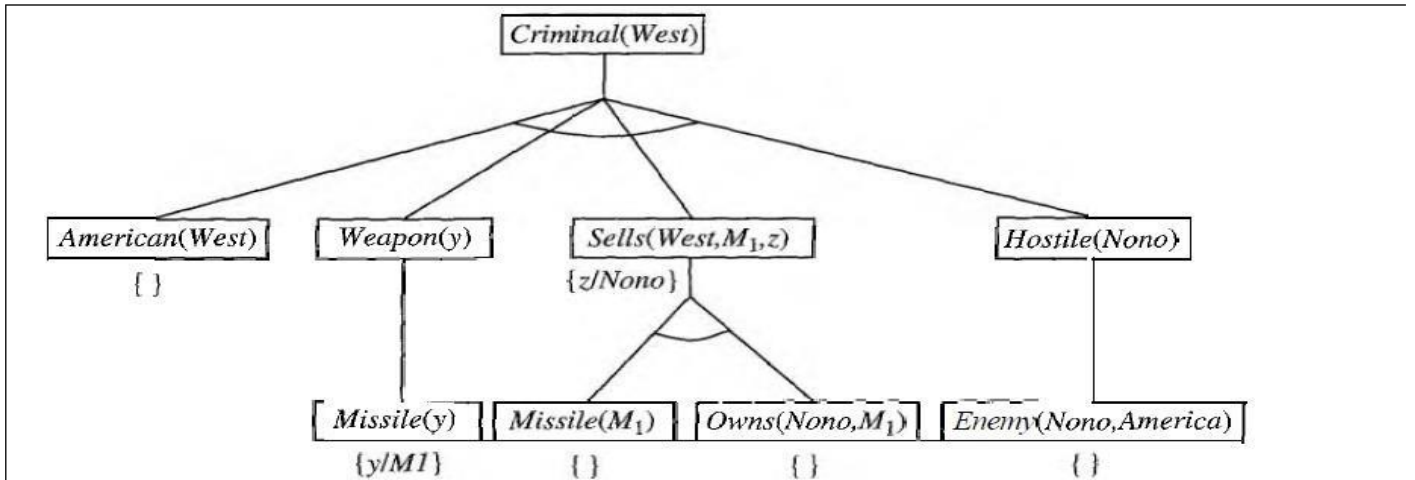 Criminal(West)
American(West) Weapon(y) Sells(West,M₁,z) Hostile(Nono)
{ } {z/Nono}
Missile(y) Missile(M₁) Owns(Nono,M₁) Enemy(Nono,America)
{y/M1} { } { } { }